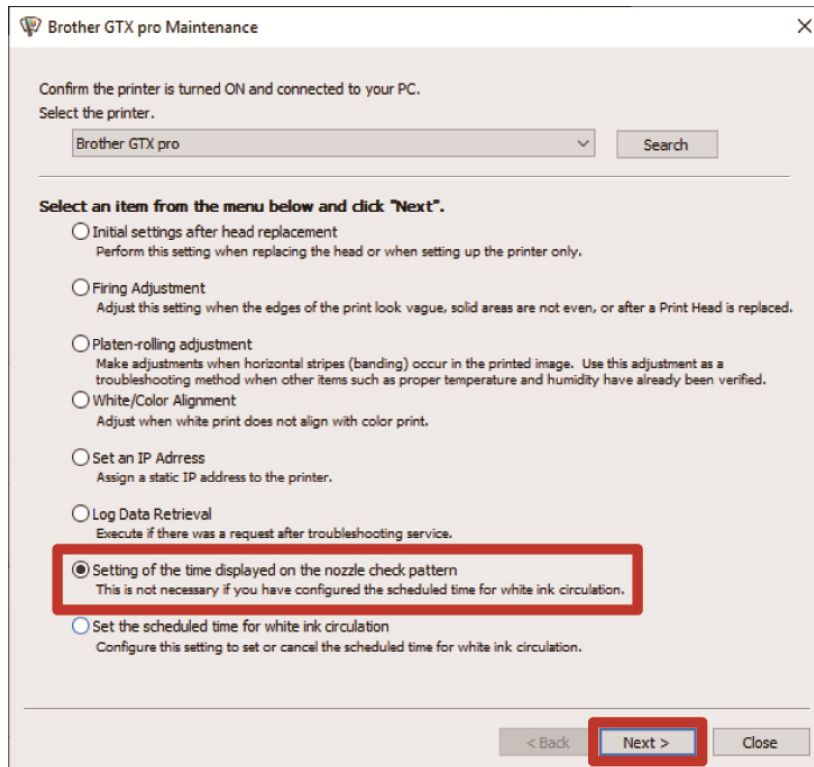 Brother GTX pro Maintenance
Confirm the printer is turned ON and connected to your PC.
Select the printer.
Brother GTX pro
Search
Select an item from the menu below and click "Next".
Initial settings after head replacement
Perform this setting when replacing the head or when setting up the printer only.
Firing Adjustment
Adjust this setting when the edges of the print look vague, solid areas are not even, or after a Print Head is replaced.
Platen-rolling adjustment
Make adjustments when horizontal stripes (banding) occur in the printed image. Use this adjustment as a
troubleshooting method when other items such as proper temperature and humidity have already been verified.
White/Color Alignment
Adjust when white print does not align with color print.
Set an IP Adrress
Assign a static IP address to the printer.
Log Data Retrieval
Execute if there was a request after troubleshooting service.
Setting of the time displayed on the nozzle check pattern
This is not necessary if you have configured the scheduled time for white ink circulation.
Set the scheduled time for white ink circulation
Configure this setting to set or cancel the scheduled time for white ink circulation.
< Back
Next >
Close